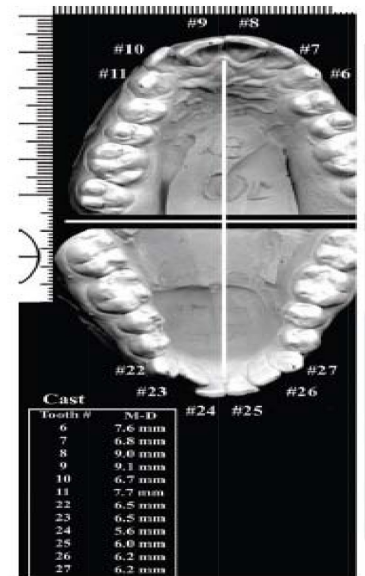 #9 #8
#10 #7
#11 #6
#22 #27
#23 #26
#24 #25
Cast
Tooth # M-D
6 7.6 mm
7 6.8 mm
8 9.0 mm
9 9.1 mm
10 6.7 mm
11 7.7 mm
22 6.5 mm
23 6.5 mm
24 5.6 mm
25 6.0 mm
26 6.2 mm
27 6.2 mm